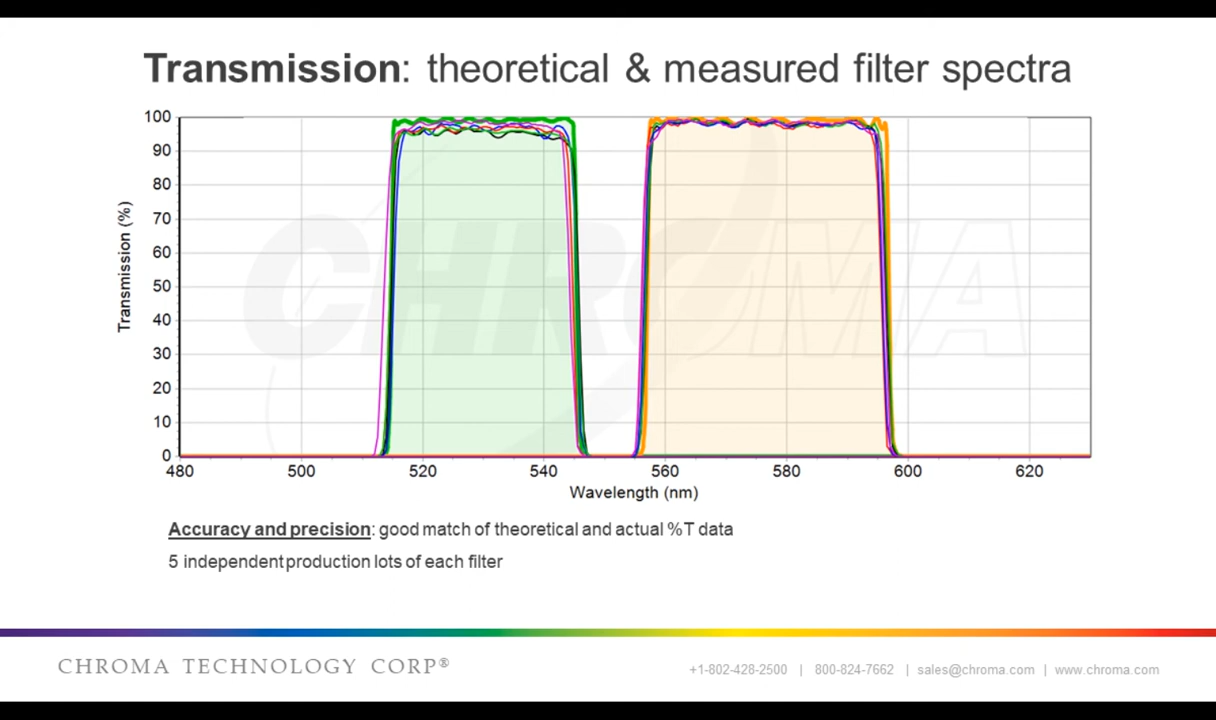 Transmission: theoretical & measured filter spectra
100
90
80
70
60
50
40
30
20
10
0
Transmission (%)
CHROMA
480 500 520 540 560 580 600 620
Wavelength (nm)
Accuracy and precision: good match of theoretical and actual %T data
5 independent production lots of each filter
CHROMA TECHNOLOGY CORP®
+1-802-428-2500 | 800-824-7662 | sales@chroma.com | www.chroma.com